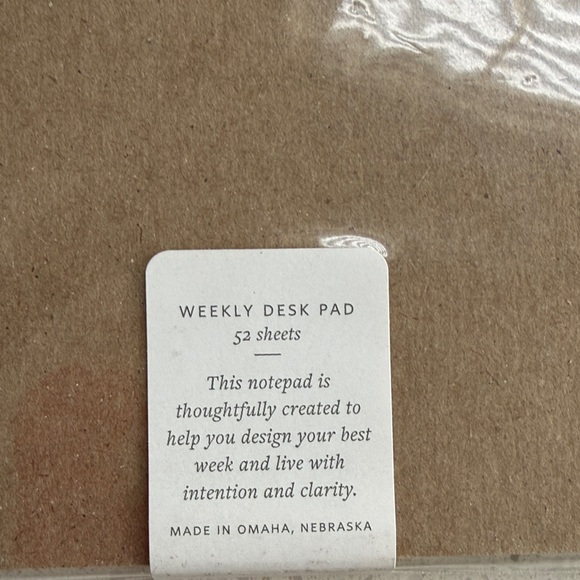 WEEKLY DESK PAD
52 sheets
This notepad is
thoughtfully created to
help you design your best
week and live with
intention and clarity.
MADE IN OMAHA, NEBRASKA